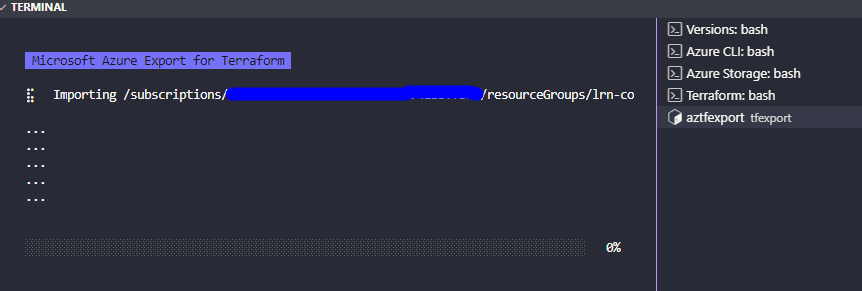 TERMINAL
Microsoft Azure Export for Terraform
Importing /subscriptions/ /resourceGroups/lrn-co
...
...
...
...
...
0%
Versions: bash
Azure CLI: bash
Azure Storage: bash
Terraform: bash
aztfexport tfexport